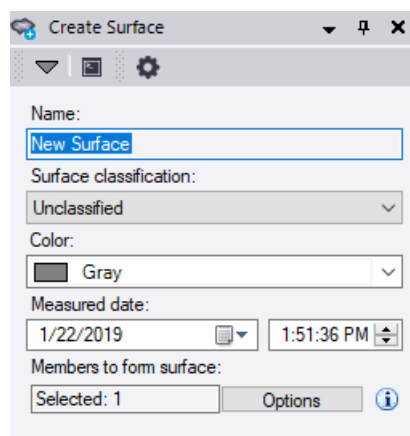 Create Surface
Name:
New Surface
Surface classification:
Unclassified
Color:
Gray
Measured date:
1/22/2019 1:51:36 PM
Members to form surface:
Selected: 1 Options